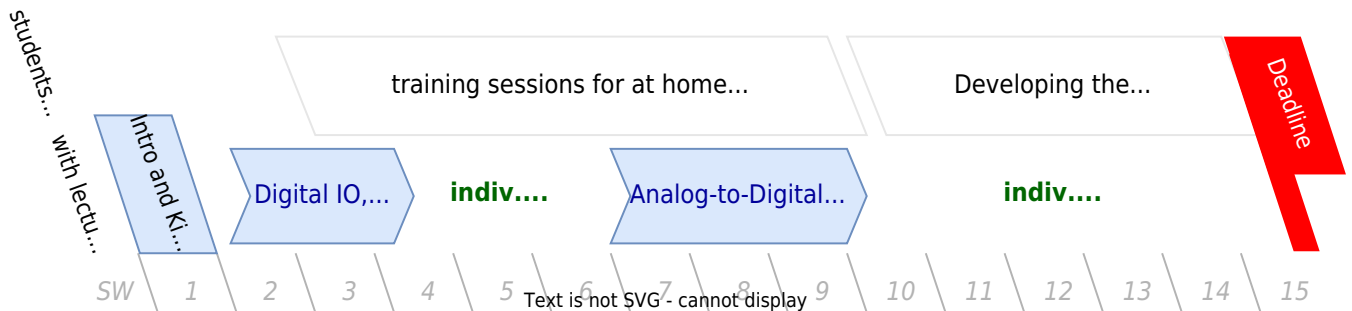 students...
training sessions for at home...
Developing the...
Deadline
with lectu...
Intro and Ki...
Digital IO,...
indiv....
Analog-to-Digital...
indiv....
SW 1 2 3 4 5 6 7 8 9 10 11 12 13 14 15
Text is not SVG - cannot display